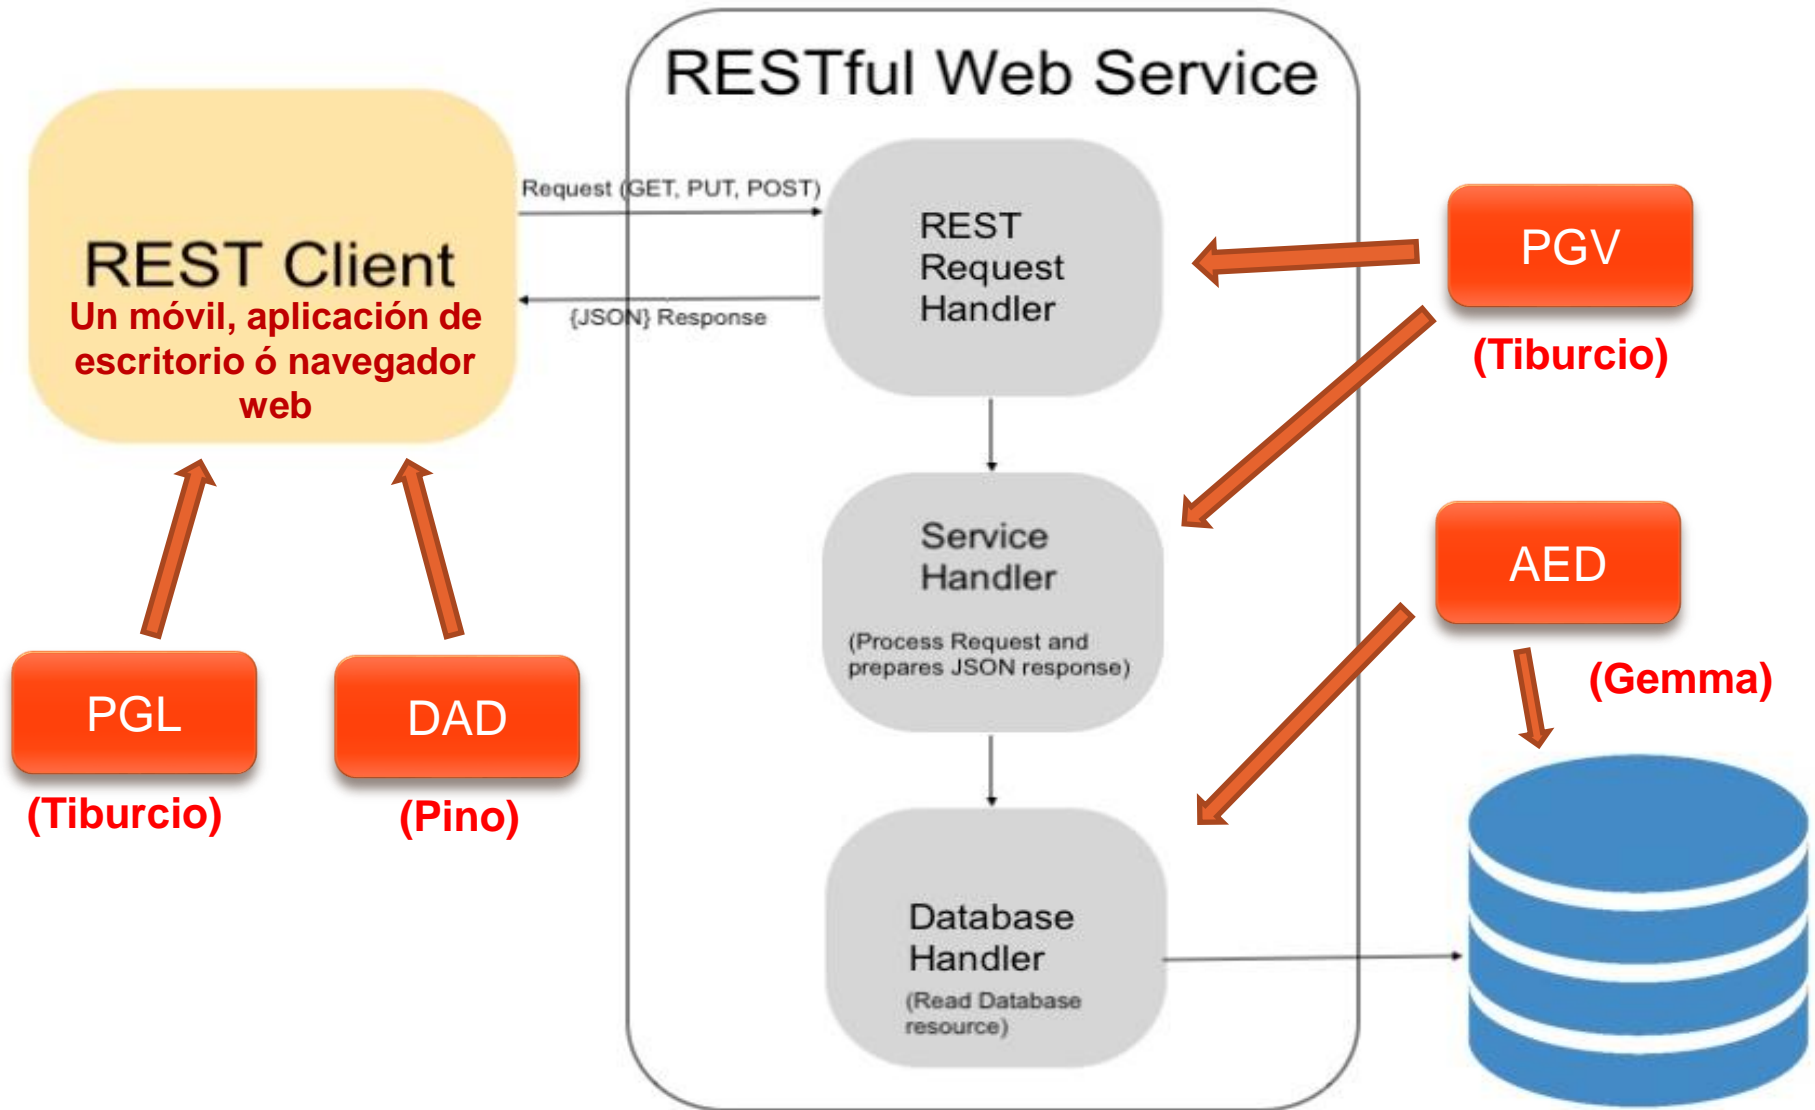 RESTful Web Service
REST Client
Un móvil, aplicación de
escritorio ó navegador
web
Request (GET, PUT, POST)
{JSON} Response
REST
Request
Handler
PGV
(Tiburcio)
Service
Handler
(Process Request and
prepares JSON response)
AED
(Gemma)
PGL
(Tiburcio)
DAD
(Pino)
Database
Handler
(Read Database
resource)